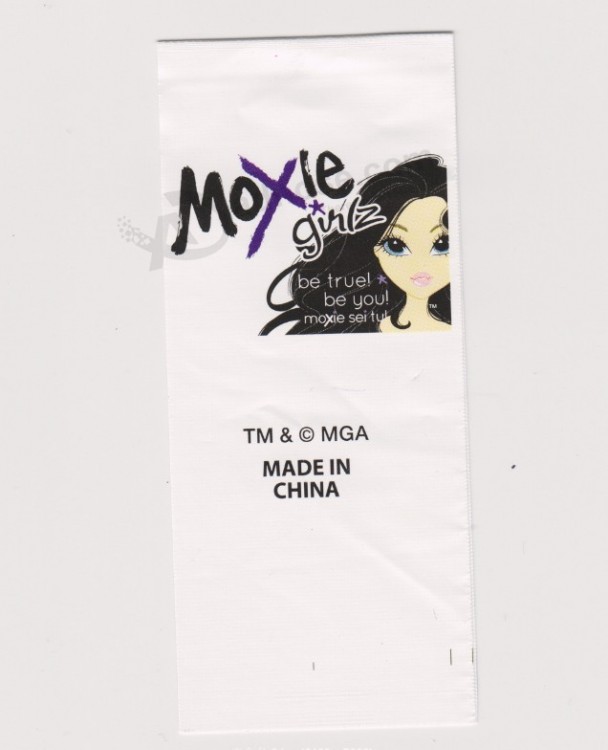 Moxie
girlz
be true!
be you!
moxie sei tu!
TM
TM & © MGA
MADE IN
CHINA